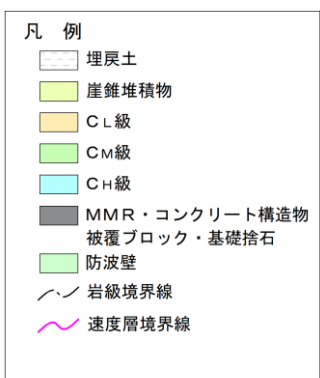 凡 例
埋戻土
崖錐堆積物
CL級
CM級
CH級
MMR・コンクリート構造物
被覆ブロック・基礎捨石
防波壁
岩級境界線
速度層境界線